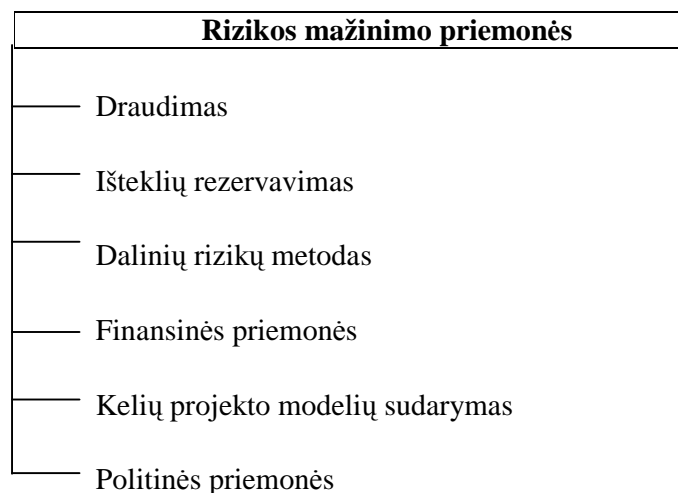 Rizikos mažinimo priemonės
Draudimas
Išteklių rezervavimas
Dalinių rizikų metodas
Finansinės priemonės
Kelių projekto modelių sudarymas
Politinės priemonės